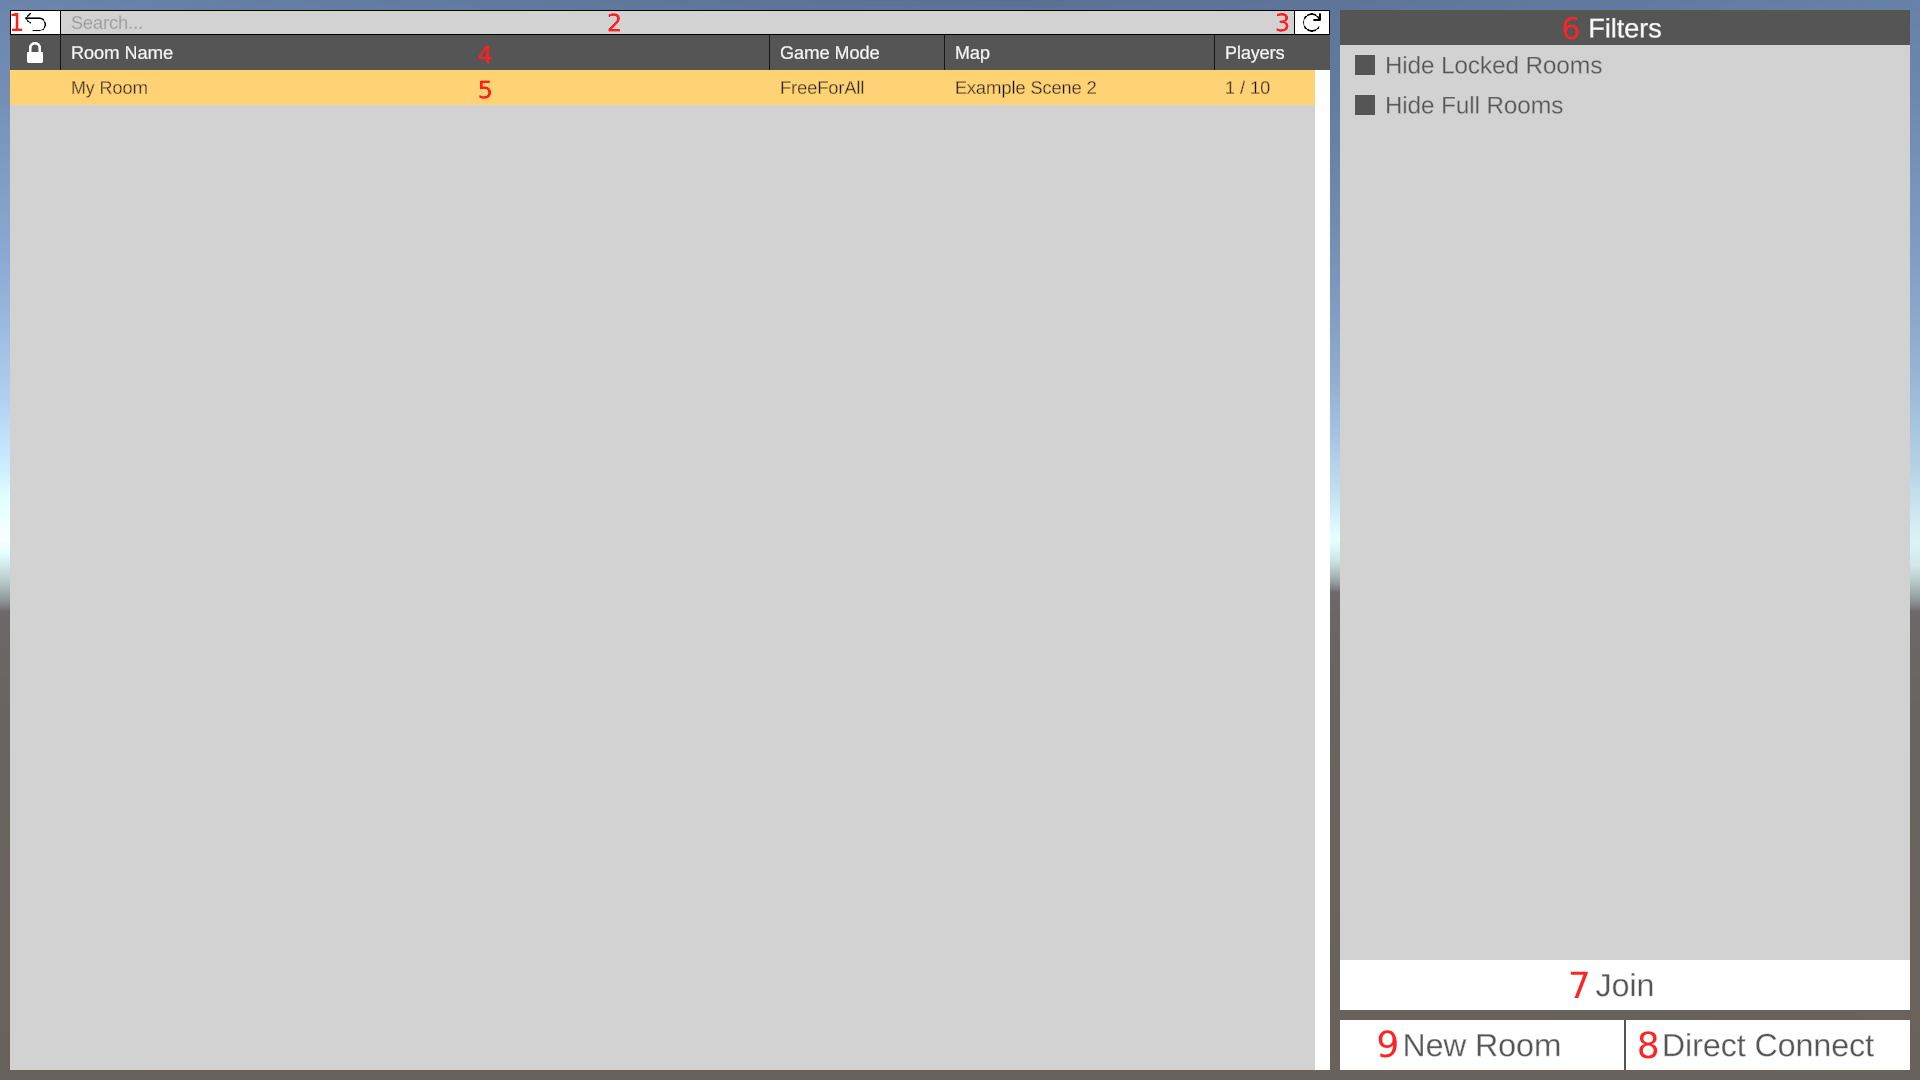 1 Search... 2 3
Room Name 4 Game Mode Map Players
My Room 5 FreeForAll Example Scene 2 1 / 10
6 Filters
Hide Locked Rooms
Hide Full Rooms
7 Join
9 New Room 8 Direct Connect